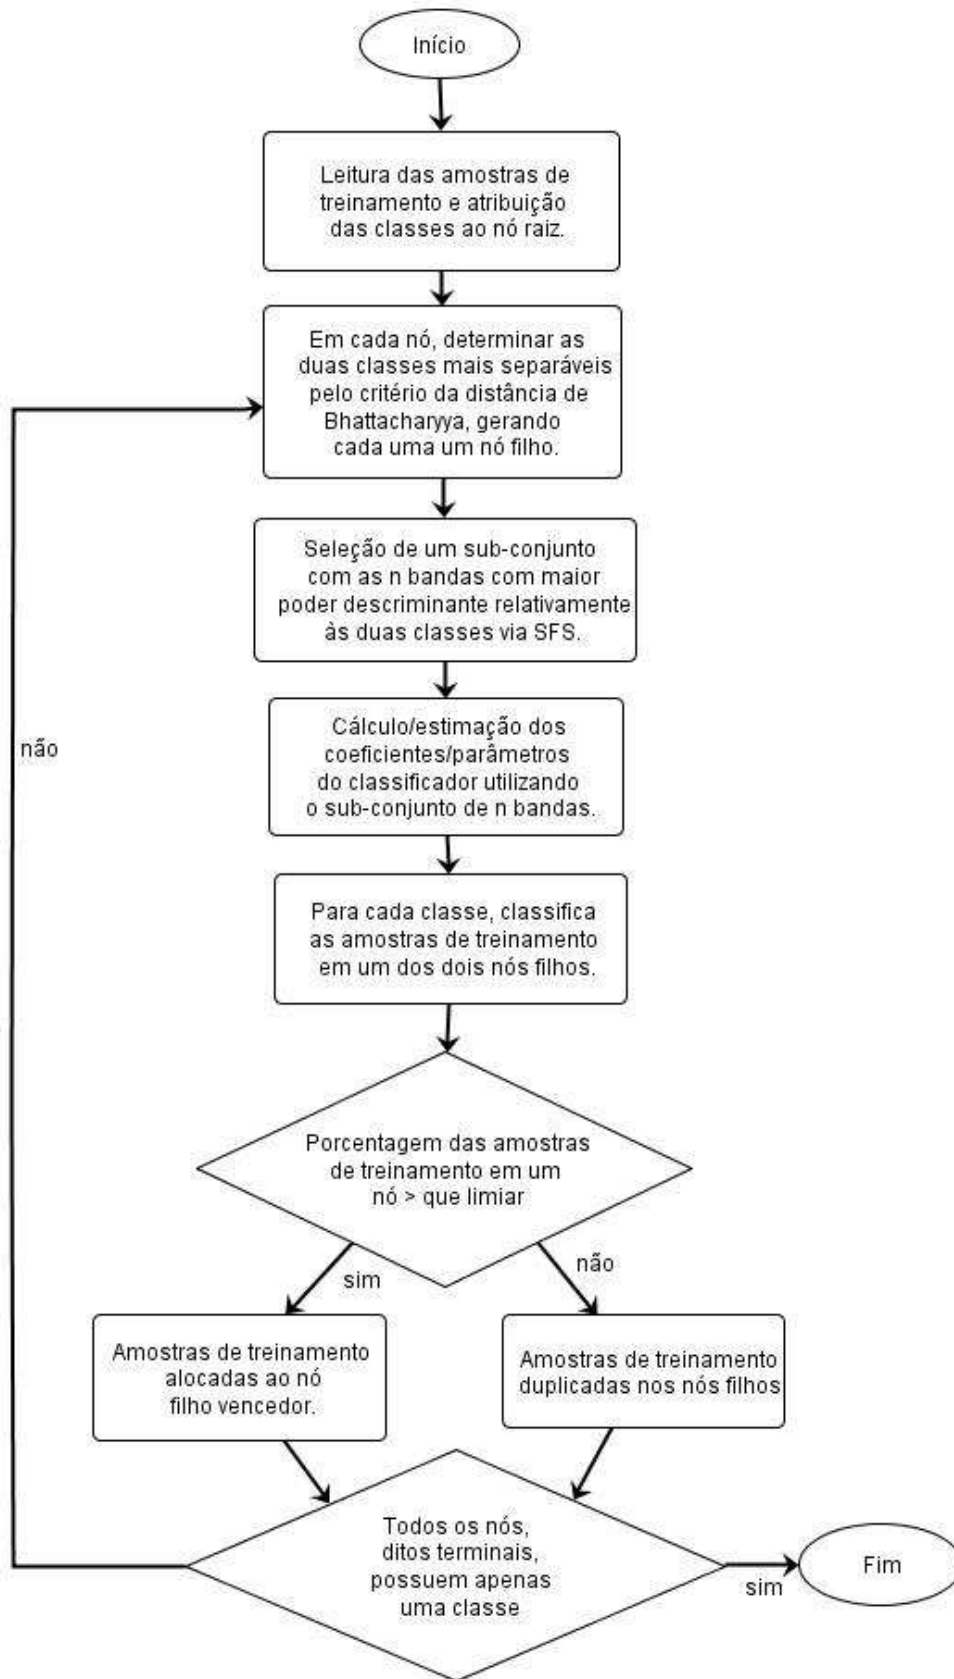 Início
Leitura das amostras de
treinamento e atribuição
das classes ao nó raiz.
Em cada nó, determinar as
duas classes mais separáveis
pelo critério da distância de
Bhattacharyya, gerando
cada uma um nó filho.
Seleção de um sub-conjunto
com as n bandas com maior
poder descriminante relativamente
às duas classes via SFS.
Cálculo/estimação dos
coeficientes/parâmetros
do classificador utilizando
o sub-conjunto de n bandas.
não
Para cada classe, classifica
as amostras de treinamento
em um dos dois nós filhos.
Porcentagem das amostras
de treinamento em um
nó > que limiar
sim
não
Amostras de treinamento
alocadas ao nó
filho vencedor.
Amostras de treinamento
duplicadas nos nós filhos
Todos os nós,
ditos terminais,
possuem apenas
uma classe
sim
Fim